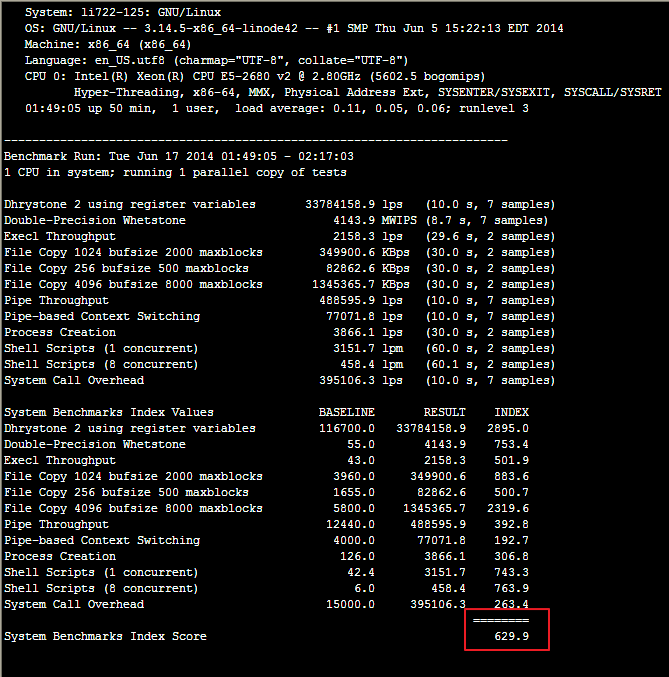 System: li722-125: GNU/Linux
OS: GNU/Linux -- 3.14.5-x86_64-linode42 -- #1 SMP Thu Jun 5 15:22:13 EDT 2014
Machine: x86_64 (x86_64)
Language: en_US.utf8 (charmap="UTF-8", collate="UTF-8")
CPU 0: Intel(R) Xeon(R) CPU E5-2680 v2 @ 2.80GHz (5602.5 bogomips)
Hyper-Threading, x86-64, MMX, Physical Address Ext, SYSENTER/SYSEXIT, SYSCALL/SYSRET
01:49:05 up 50 min,  1 user,  load average: 0.11, 0.05, 0.06; runlevel 3
------------------------------------------------------------------------
Benchmark Run: Tue Jun 17 2014 01:49:05 - 02:17:03
1 CPU in system; running 1 parallel copy of tests
Dhrystone 2 using register variables       33784158.9 lps   (10.0 s, 7 samples)
Double-Precision Whetstone                     4143.9 MWIPS (8.7 s, 7 samples)
Execl Throughput                               2158.3 lps   (29.6 s, 2 samples)
File Copy 1024 bufsize 2000 maxblocks        349900.6 KBps  (30.0 s, 2 samples)
File Copy 256 bufsize 500 maxblocks           82862.6 KBps  (30.0 s, 2 samples)
File Copy 4096 bufsize 8000 maxblocks       1345365.7 KBps  (30.0 s, 2 samples)
Pipe Throughput                              488595.9 lps   (10.0 s, 7 samples)
Pipe-based Context Switching                  77071.8 lps   (10.0 s, 7 samples)
Process Creation                               3866.1 lps   (30.0 s, 2 samples)
Shell Scripts (1 concurrent)                   3151.7 lpm   (60.0 s, 2 samples)
Shell Scripts (8 concurrent)                    458.4 lpm   (60.1 s, 2 samples)
System Call Overhead                         395106.3 lps   (10.0 s, 7 samples)
System Benchmarks Index Values               BASELINE       RESULT    INDEX
Dhrystone 2 using register variables         116700.0   33784158.9   2895.0
Double-Precision Whetstone                       55.0       4143.9    753.4
Execl Throughput                                 43.0       2158.3    501.9
File Copy 1024 bufsize 2000 maxblocks          3960.0     349900.6    883.6
File Copy 256 bufsize 500 maxblocks            1655.0      82862.6    500.7
File Copy 4096 bufsize 8000 maxblocks          5800.0    1345365.7   2319.6
Pipe Throughput                               12440.0     488595.9    392.8
Pipe-based Context Switching                   4000.0      77071.8    192.7
Process Creation                                126.0       3866.1    306.8
Shell Scripts (1 concurrent)                     42.4       3151.7    743.3
Shell Scripts (8 concurrent)                      6.0        458.4    763.9
System Call Overhead                          15000.0     395106.3    263.4
========
System Benchmarks Index Score                                         629.9